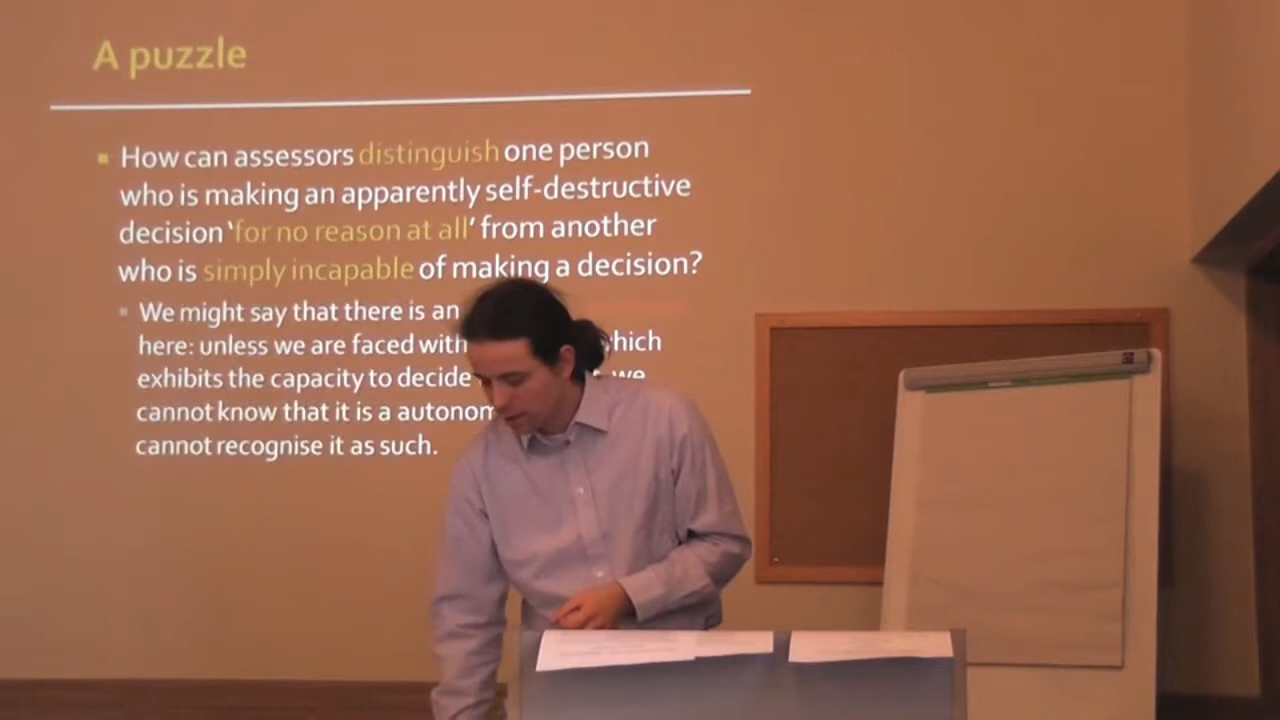 A puzzle
How can assessors distinguish one person
who is making an apparently self-destructive
decision 'for no reason at all' from another
who is simply incapable of making a decision?
We might say that there is an
here: unless we are faced with which
exhibits the capacity to decide we
cannot know that it is a autonom
cannot recognise it as such.